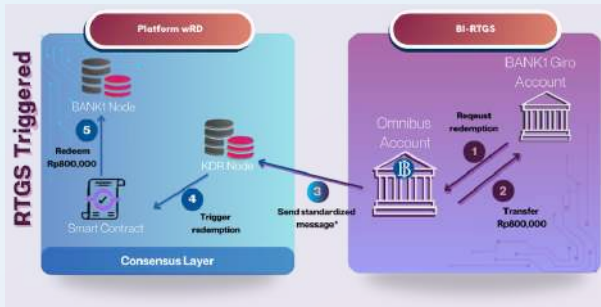 RTGS Triggered
Platform wRD
BANK1 Node
5
Redeem
Rp800,000
KDR Node
Smart Contract
4
Trigger
redemption
Consensus Layer
3
Send standardized
message*
BI-RTGS
BANK1 Giro
Account
Reqeust
redemption
1
Omnibus
Account
2
Transfer
Rp800,000